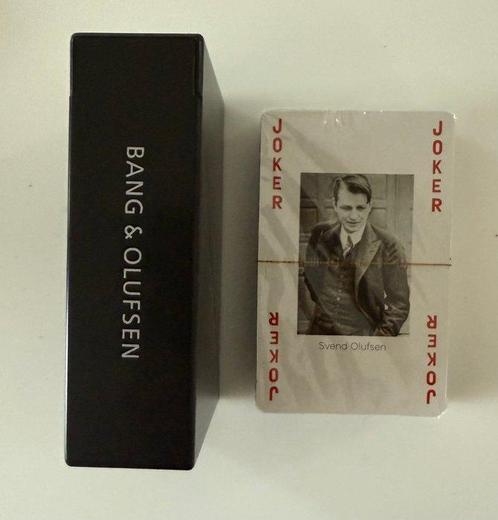 BANG & OLUFSEN
JOKER
JOKER
Svend Olufsen
JOKER
JOKER